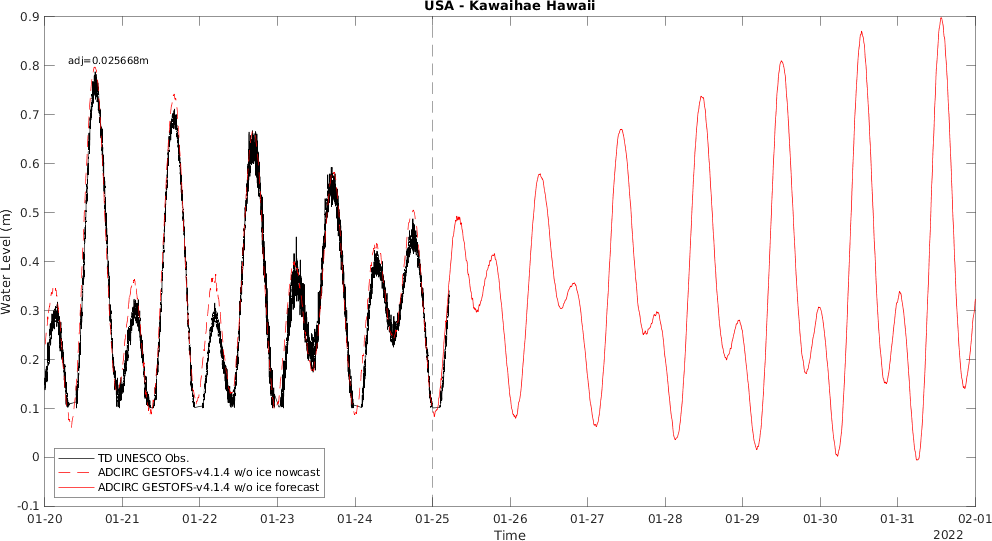 USA - Kawaihae Hawaii
0.9
adj=0.025668m
0.8
0.7
0.6
0.5
0.4
0.3
0.2
0.1
0
-0.1
Water Level (m)
TD UNESCO Obs.
ADCIRC GESTOFS-v4.1.4 w/o ice nowcast
ADCIRC GESTOFS-v4.1.4 w/o ice forecast
01-20 01-21 01-22 01-23 01-24 01-25 01-26 01-27 01-28 01-29 01-30 01-31 02-01
Time
2022